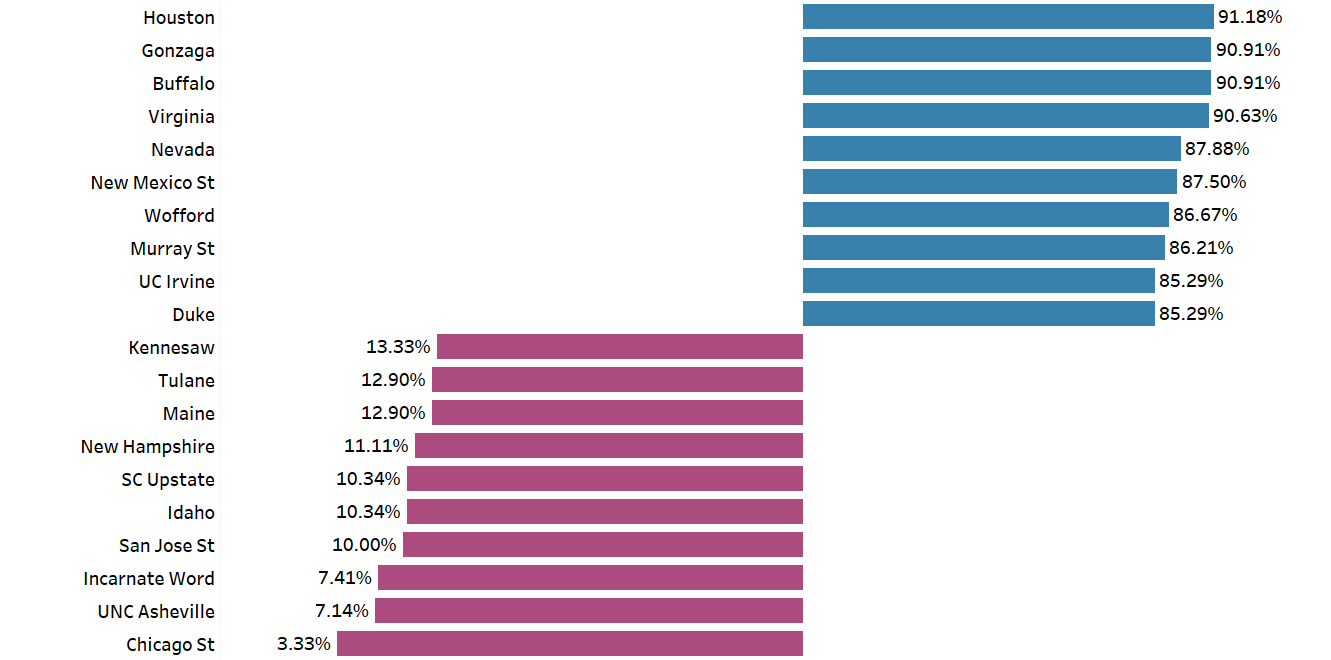 Houston 91.18%
Gonzaga 90.91%
Buffalo 90.91%
Virginia 90.63%
Nevada 87.88%
New Mexico St 87.50%
Wofford 86.67%
Murray St 86.21%
UC Irvine 85.29%
Duke 85.29%
Kennesaw 13.33%
Tulane 12.90%
Maine 12.90%
New Hampshire 11.11%
SC Upstate 10.34%
Idaho 10.34%
San Jose St 10.00%
Incarnate Word 7.41%
UNC Asheville 7.14%
Chicago St 3.33%